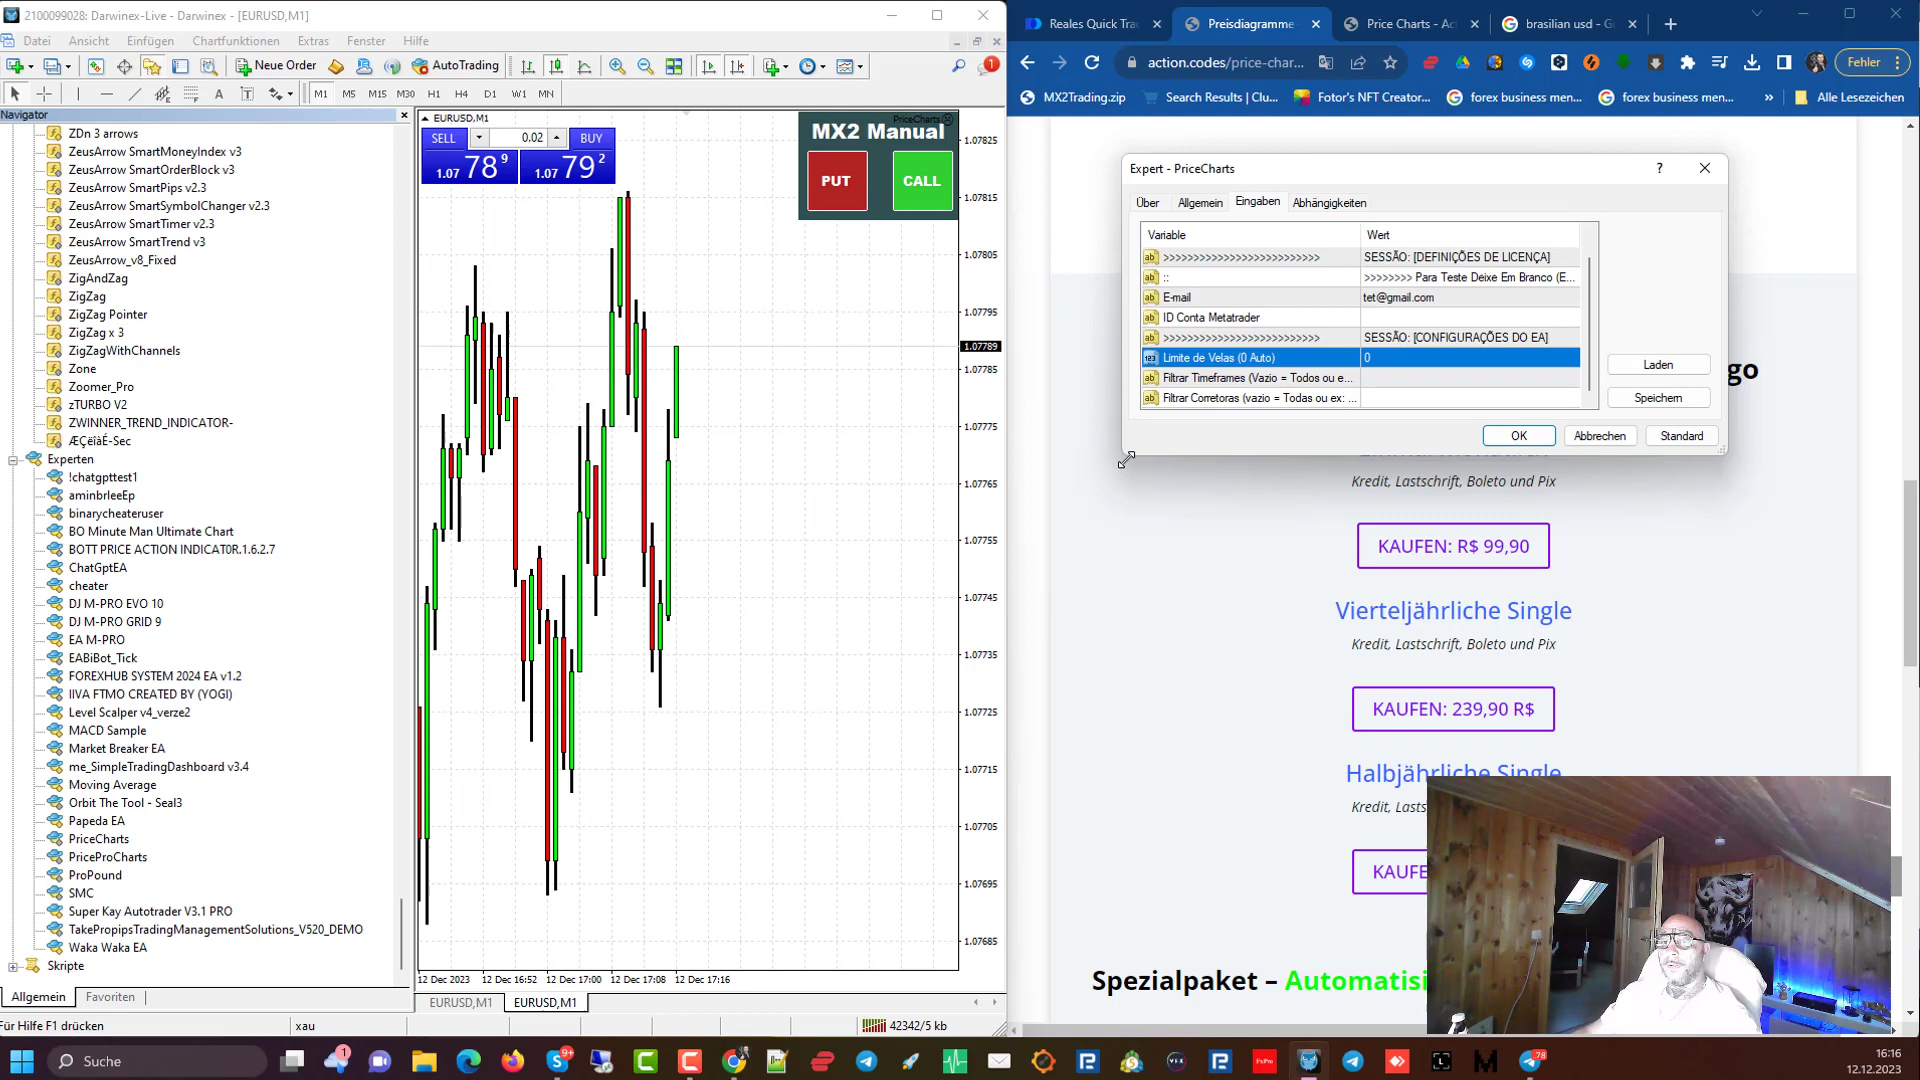 2100099028: Darwinex-Live - Darwinex - [EURUSD,M1]
Datei
Ansicht
Einfügen
Chartfunktionen
Extras
Fenster
Hilfe
New Order
AutoTrading
1
M1
M5
M15
M30
H1
H4
D1
W1
MN
Navigator
ZDn 3 arrows
ZeusArrow SmartMoneyIndex v3
ZeusArrow SmartOrderBlock v3
ZeusArrow SmartPips v2.3
ZeusArrow SmartSymbolChanger v2.3
ZeusArrow SmartTimer v2.3
ZeusArrow SmartTrend v3
ZeusArrow_v8_Fixed
ZigAndZag
ZigZag
ZigZag Pointer
ZigZag x 3
ZigZagWithChannels
Zone
Zoomer_Pro
zTURBO V2
ZWINNER_TREND_INDICATOR-
ÆÇëîàÉ-Sec
Experten
!chatgpttest1
aminbrleeEp
binarycheateruser
BO Minute Man Ultimate Chart
BOTT PRICE ACTION INDICAT0R.1.6.2.7
ChatGptEA
cheater
DJ M-PRO EVO 10
DJ M-PRO GRID 9
EA M-PRO
EABiBot_Tick
FOREXHUB SYSTEM 2024 EA v1.2
IIVA FTMO CREATED BY (YOGI)
Level Scalper v4_verze2
MACD Sample
Market Breaker EA
me_SimpleTradingDashboard v3.4
Moving Average
Orbit The Tool - Seal3
Papeda EA
PriceCharts
PriceProCharts
ProPound
SMC
Super Kay Autotrader V3.1 PRO
TakePropipsTradingManagementSolutions_V520_DEMO
Waka Waka EA
Skripte
Allgemein
Favoriten
Für Hilfe F1 drücken
xau
42342/5 kb
EURUSD,M1
SELL
0.02
BUY
1.07 78 9
1.07 79 2
PriceCharts
MX2 Manual
PUT
CALL
1.07825
1.07815
1.07805
1.07795
1.07789
1.07785
1.07775
1.07765
1.07755
1.07745
1.07735
1.07725
1.07715
1.07705
1.07695
1.07685
12 Dec 2023
12 Dec 16:52
12 Dec 17:00
12 Dec 17:08
12 Dec 17:16
EURUSD,M1
EURUSD,M1
Reales Quick Tra
Preisdiagramme
Price Charts - Ac
brasilian usd - G
action.codes/price-char...
Fehler
MX2Trading.zip
Search Results | Clu...
Fotor's NFT Creator...
forex business men...
forex business men...
»
Alle Lesezeichen
Expert - PriceCharts
?
Über
Allgemein
Eingaben
Abhängigkeiten
Variable
Wert
>>>>>>>>>>>>>>>>>>>>>>>>>>
SESSÃO: [DEFINIÇÕES DE LICENÇA]
::
>>>>>>>> Para Teste Deixe Em Branco (E...
E-mail
tet@gmail.com
ID Conta Metatrader
>>>>>>>>>>>>>>>>>>>>>>>>>>
SESSÃO: [CONFIGURAÇÕES DO EA]
Limite de Velas (0 Auto)
0
Filtrar Timeframes (Vazio = Todos ou e...
Filtrar Corretoras (vazio = Todas ou ex: ...
Laden
Speichern
OK
Abbrechen
Standard
go
Kredit, Lastschrift, Boleto und Pix
KAUFEN: R$ 99,90
Vierteljährliche Single
Kredit, Lastschrift, Boleto und Pix
KAUFEN: 239,90 R$
Halbjährliche Single
Kredit, Lasts
KAUFE
Spezialpaket – Automatisi
Suche
1
9+
FxPro
78
16:16
12.12.2023